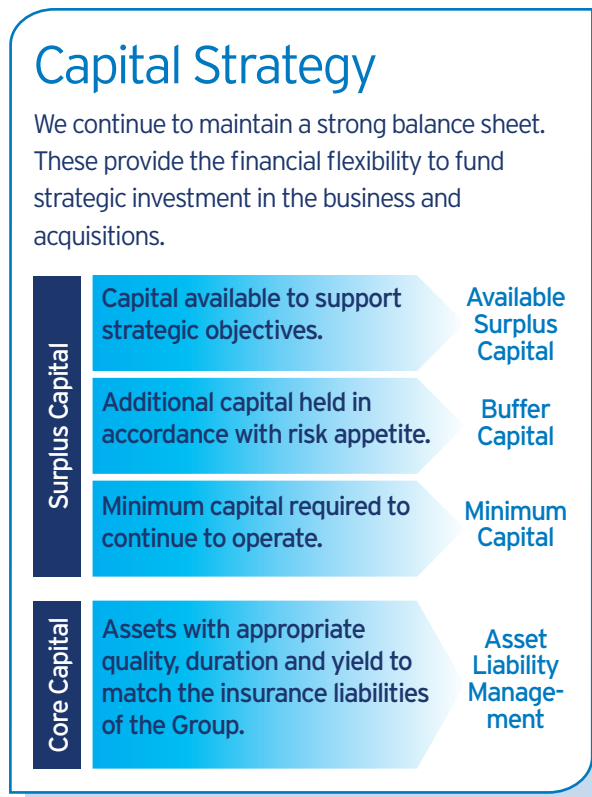 Capital Strategy
We continue to maintain a strong balance sheet.
These provide the financial flexibility to fund
strategic investment in the business and
acquisitions.
Surplus Capital
Capital available to support
strategic objectives.
Available
Surplus
Capital
Additional capital held in
accordance with risk appetite.
Buffer
Capital
Minimum capital required to
continue to operate.
Minimum
Capital
Core Capital
Assets with appropriate
quality, duration and yield to
match the insurance liabilities
of the Group.
Asset
Liability
Manage-
ment